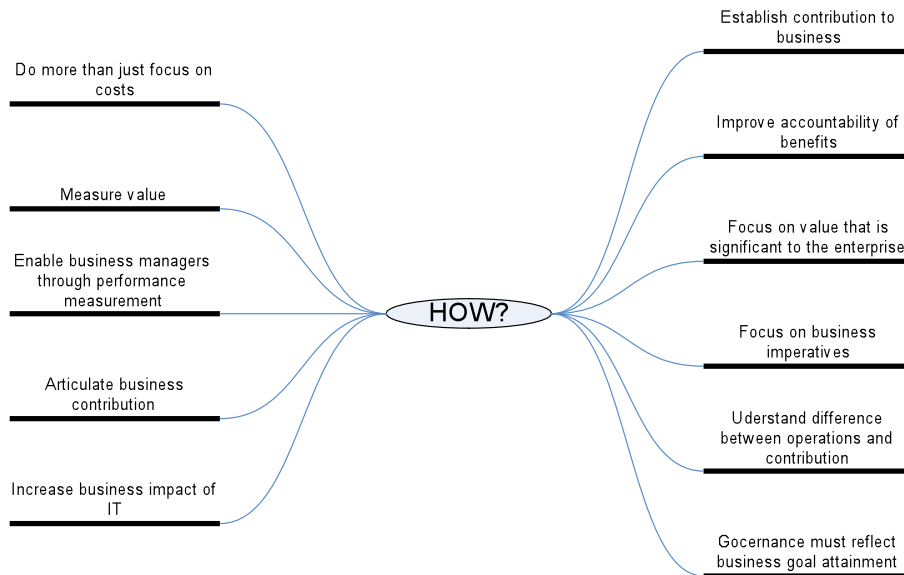 Do more than just focus on
costs
Measure value
Enable business managers
through performance
measurement
Articulate business
contribution
Increase business impact of
IT
HOW?
Establish contribution to
business
Improve accountability of
benefits
Focus on value that is
significant to the enterprise
Focus on business
imperatives
Uderstand difference
between operations and
contribution
Gocernance must reflect
business goal attainment